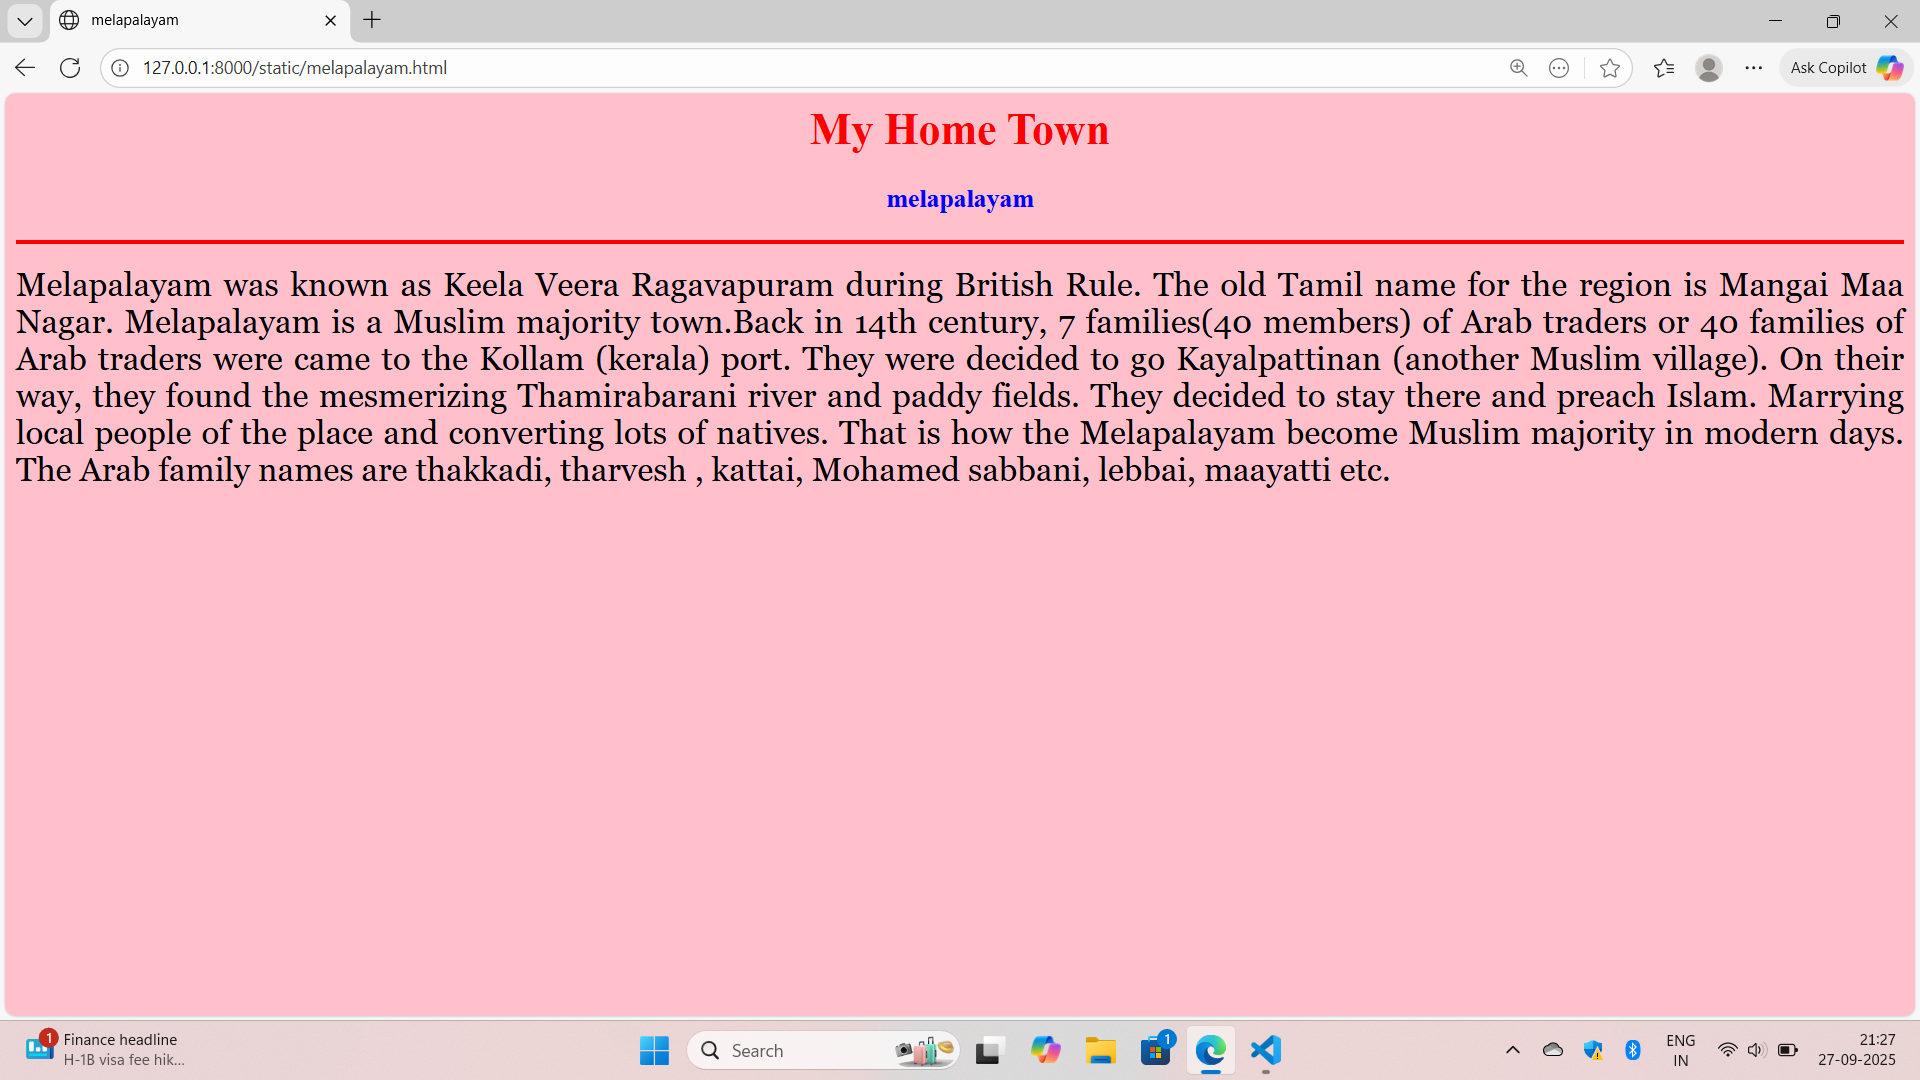 melapalayam
127.0.0.1:8000/static/melapalayam.html
Ask Copilot
My Home Town
melapalayam
Melapalayam was known as Keela Veera Ragavapuram during British Rule. The old Tamil name for the region is Mangai Maa
Nagar. Melapalayam is a Muslim majority town.Back in 14th century, 7 families(40 members) of Arab traders or 40 families of
Arab traders were came to the Kollam (kerala) port. They were decided to go Kayalpattinan (another Muslim village). On their
way, they found the mesmerizing Thamirabarani river and paddy fields. They decided to stay there and preach Islam. Marrying
local people of the place and converting lots of natives. That is how the Melapalayam become Muslim majority in modern days.
The Arab family names are thakkadi, tharvesh , kattai, Mohamed sabbani, lebbai, maayatti etc.
1
Finance headline
H-1B visa fee hik...
Search
1
ENG
IN
21:27
27-09-2025